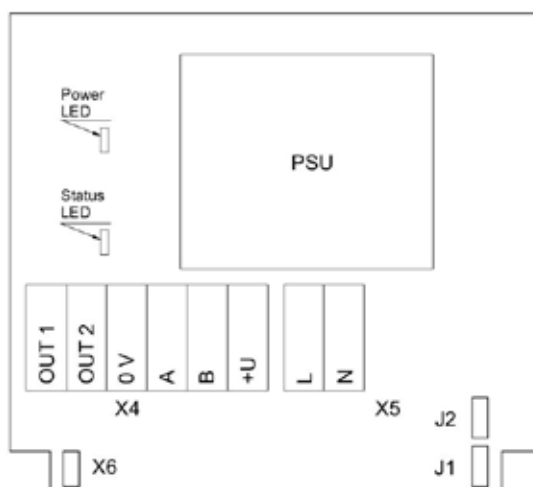 Power
LED
PSU
Status
LED
OUT 1
OUT 2
0 V
A
B
+U
L
N
X4
X5
J2
X6
J1